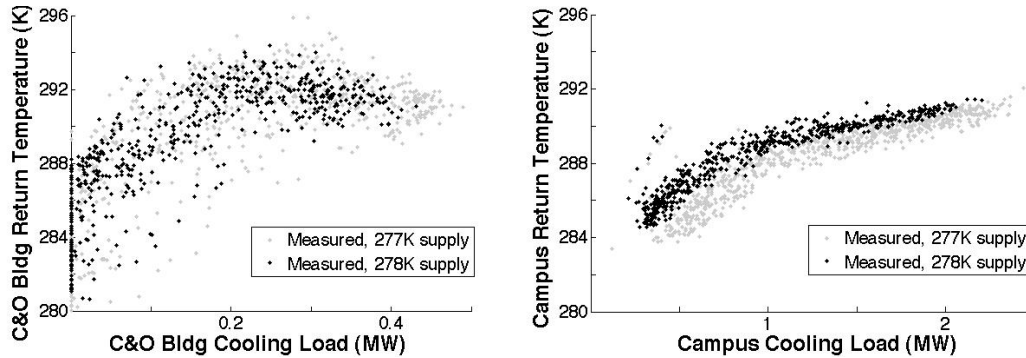 C&O Bldg Return Temperature (K)
296
292
288
284
280
0.2
0.4
C&O Bldg Cooling Load (MW)
Measured, 277K supply
Measured, 278K supply
Campus Return Temperature (K)
296
292
288
284
280
1
2
Campus Cooling Load (MW)
Measured, 277K supply
Measured, 278K supply